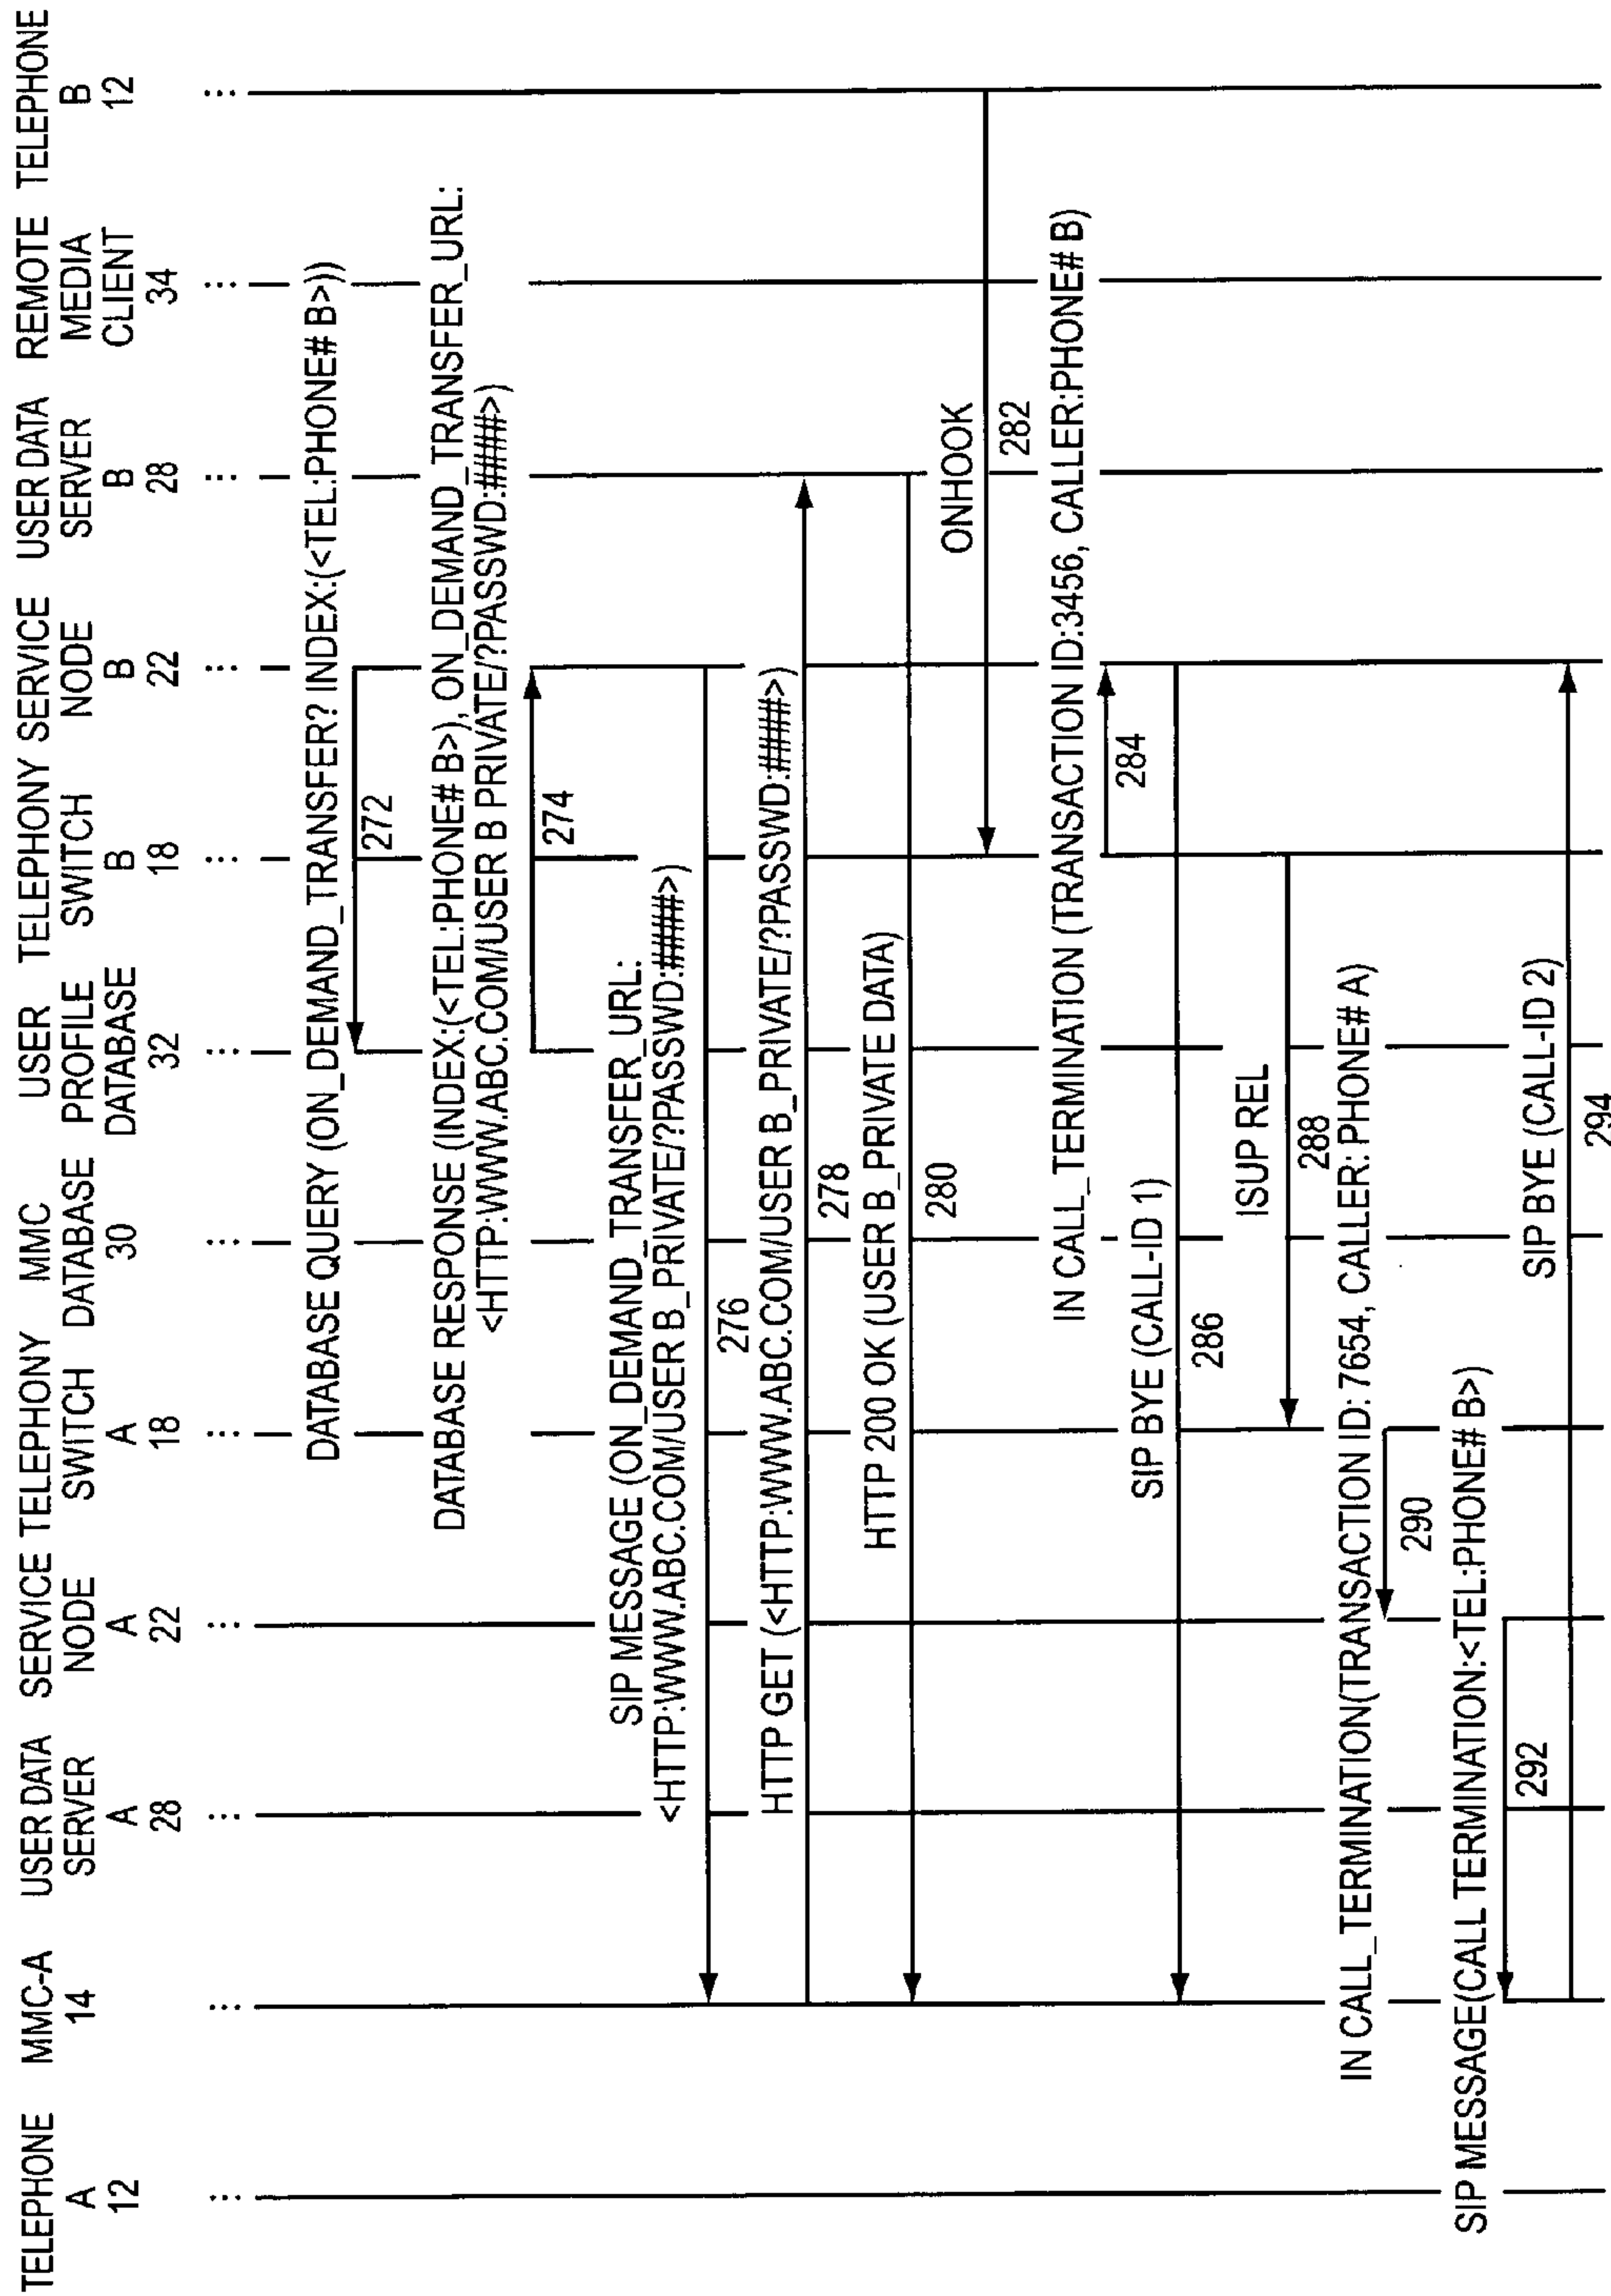 TELEPHONE
A
12
MMC-A
14
USER DATA
SERVER
A
28
SERVICE
NODE
A
22
TELEPHONY
SWITCH
A
18
MMC
DATABASE
30
USER
PROFILE
DATABASE
32
TELEPHONY
SWITCH
B
18
SERVICE
NODE
B
22
USER DATA
SERVER
B
28
REMOTE
MEDIA
CLIENT
34
TELEPHONE
B
12
DATABASE QUERY (ON_DEMAND_TRANSFER? INDEX:(<TEL:PHONE# B>))
272
DATABASE RESPONSE (INDEX:(<TEL:PHONE# B>), ON_DEMAND_TRANSFER_URL:
<HTTP:WWW.ABC.COM/USER B PRIVATE/?PASSWD:####>)
274
SIP MESSAGE (ON_DEMAND_TRANSFER_URL:
<HTTP:WWW.ABC.COM/USER B_PRIVATE/?PASSWD:####>)
276
HTTP GET (<HTTP:WWW.ABC.COM/USER B_PRIVATE/?PASSWD:####>)
278
HTTP 200 OK (USER B_PRIVATE DATA)
280
ONHOOK
282
IN CALL_TERMINATION (TRANSACTION ID:3456, CALLER:PHONE# B)
284
SIP BYE (CALL-ID 1)
286
ISUP REL
288
IN CALL_TERMINATION(TRANSACTION ID: 7654, CALLER: PHONE# A)
290
SIP MESSAGE(CALL TERMINATION:<TEL:PHONE# B>)
292
SIP BYE (CALL-ID 2)
294